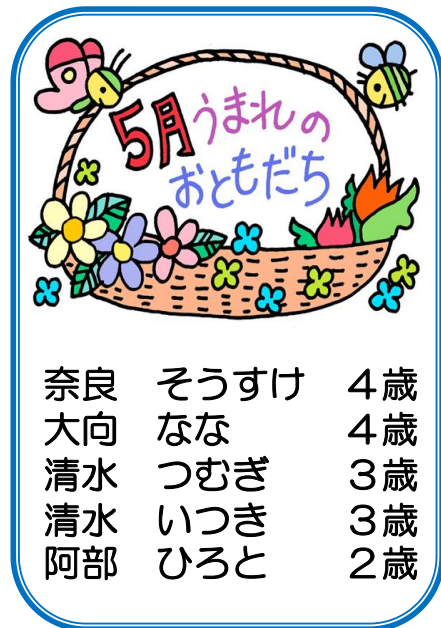 5月うまれの
おともだち
奈良　そうすけ　４歳
大向　なな　４歳
清水　つむぎ　３歳
清水　いつき　３歳
阿部　ひろと　２歳